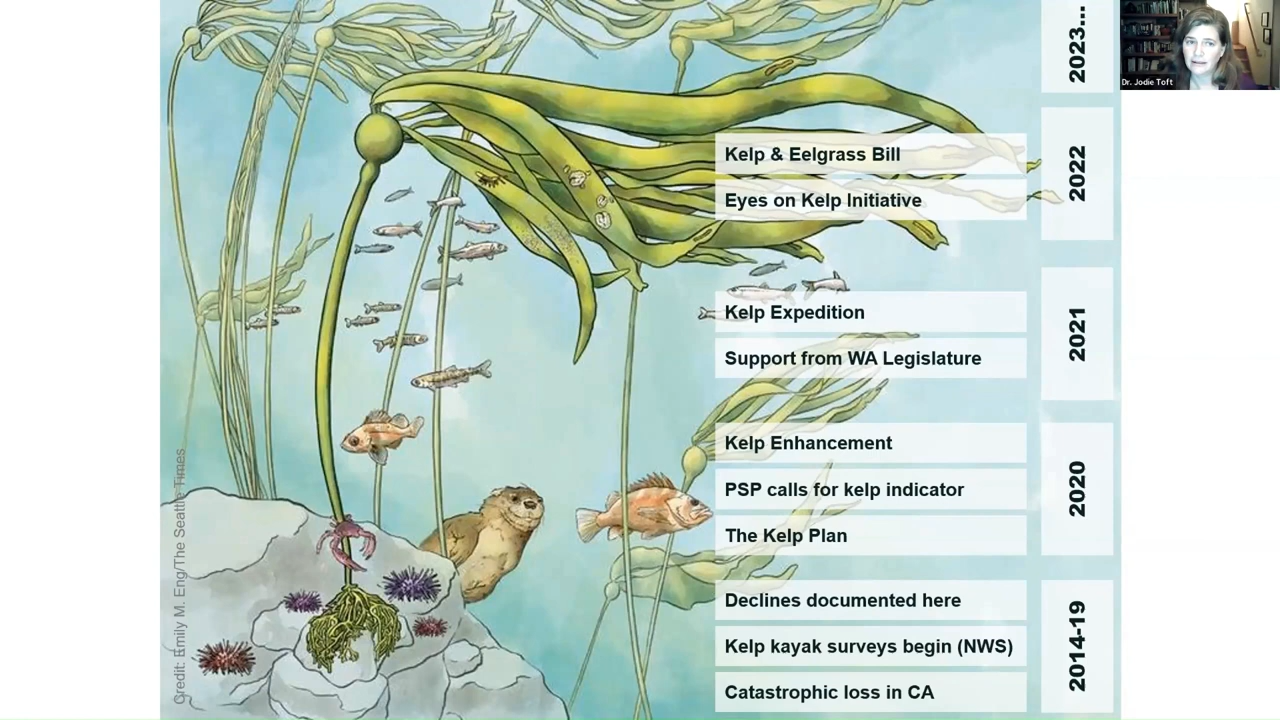 2023...
Dr. Jodie Toft
Kelp & Eelgrass Bill
Eyes on Kelp Initiative
2022
Kelp Expedition
Support from WA Legislature
2021
Kelp Enhancement
PSP calls for kelp indicator
The Kelp Plan
2020
Declines documented here
Kelp kayak surveys begin (NWS)
Catastrophic loss in CA
2014-19
Credit: Emily M. Eng/The Seattle Times